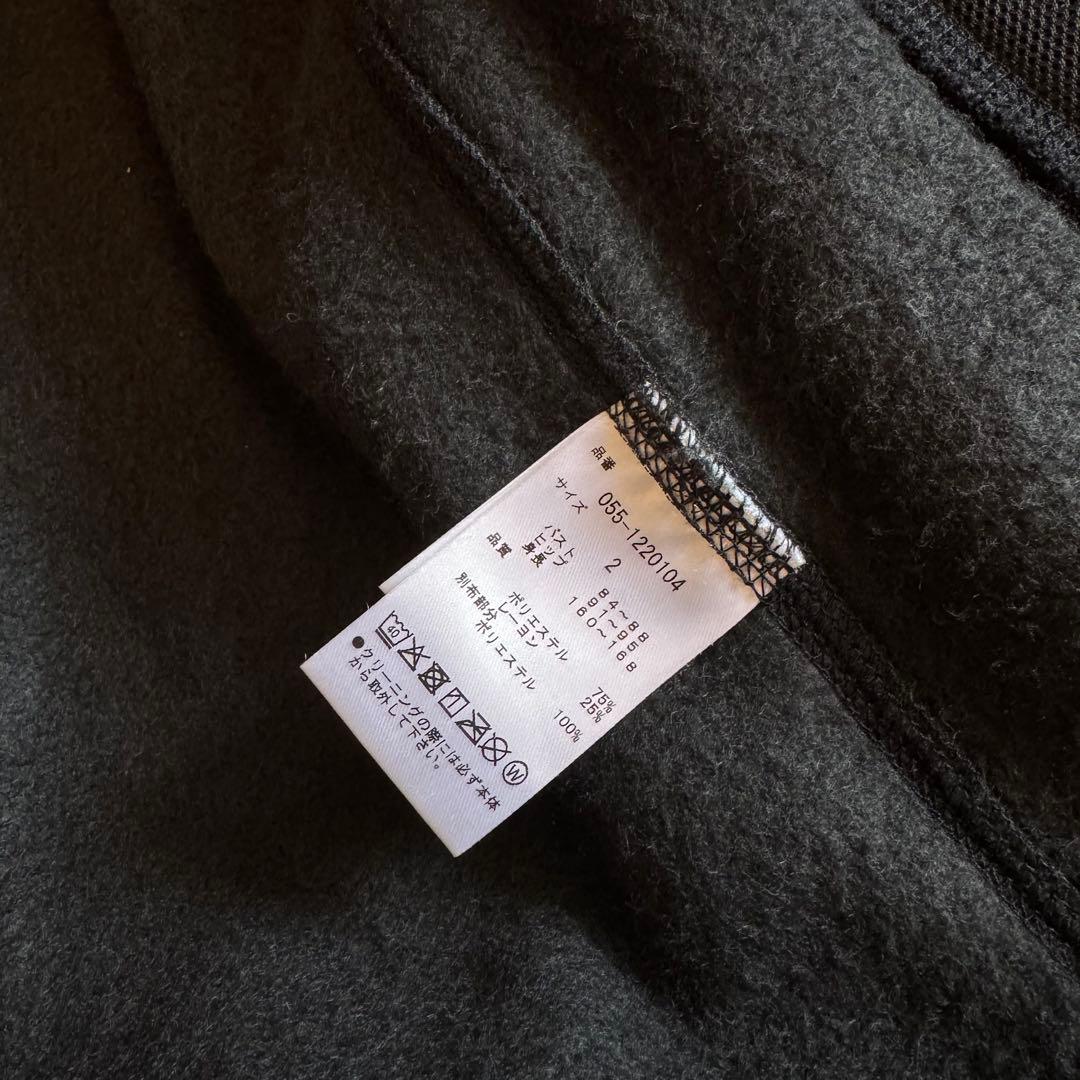 品番 055-1220104
サイズ 2
バスト 84~88
ヒップ 91~95
身長 160~168
品質 ポリエステル 75%
レーヨン 25%
別布部分
ポリエステル 100%
40 W
●クリーニングの際には必ず本体
から取外して下さい。